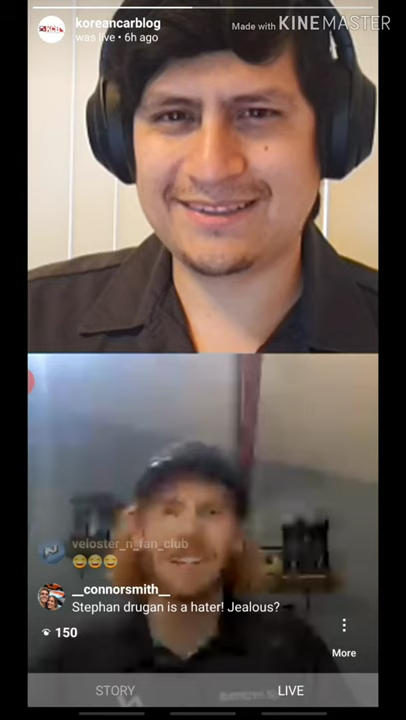 koreancarblog
was live • 6h ago
Made with KINEMASTER
KCB
veloster_n_fan_club
😂😂😂
__connorsmith__
Stephan drugan is a hater! Jealous?
150
More
STORY
LIVE